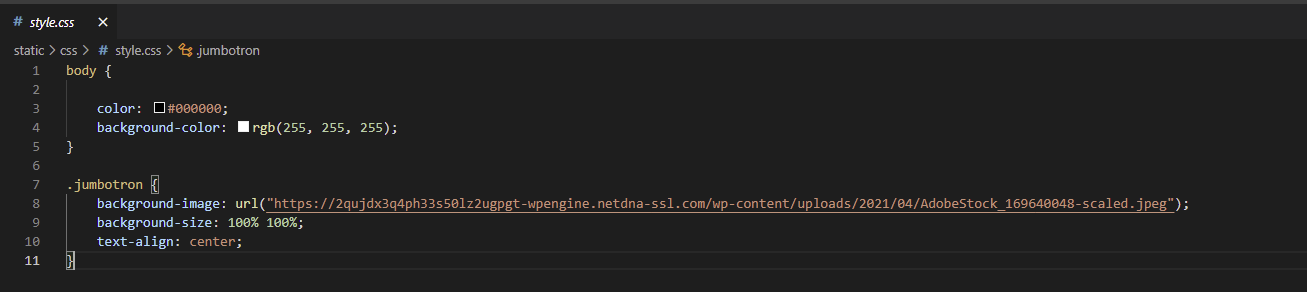 # style.css ×
static > css > # style.css > .jumbotron
1 body {
2
3 color: #000000;
4 background-color: rgb(255, 255, 255);
5 }
6
7 .jumbotron {
8 background-image: url("https://2qujdx3q4ph33s50lz2ugpgt-wpengine.netdna-ssl.com/wp-content/uploads/2021/04/AdobeStock_169640048-scaled.jpeg");
9 background-size: 100% 100%;
10 text-align: center;
11 }